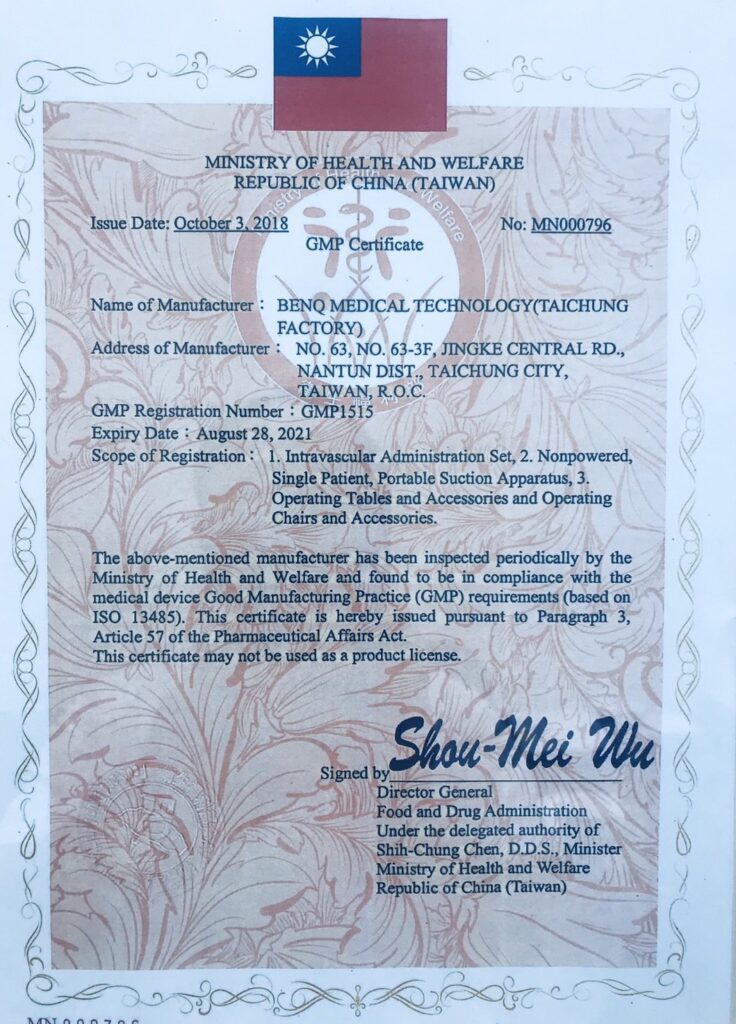 MINISTRY OF HEALTH AND WELFARE
REPUBLIC OF CHINA (TAIWAN)
Issue Date: October 3, 2018 No: MN000796
GMP Certificate
Name of Manufacturer： BENQ MEDICAL TECHNOLOGY(TAICHUNG
FACTORY)
Address of Manufacturer： NO. 63, NO. 63-3F, JINGKE CENTRAL RD.,
NANTUN DIST., TAICHUNG CITY,
TAIWAN, R.O.C.
GMP Registration Number：GMP1515
Expiry Date：August 28, 2021
Scope of Registration： 1. Intravascular Administration Set, 2. Nonpowered,
Single Patient, Portable Suction Apparatus, 3.
Operating Tables and Accessories and Operating
Chairs and Accessories.
The above-mentioned manufacturer has been inspected periodically by the
Ministry of Health and Welfare and found to be in compliance with the
medical device Good Manufacturing Practice (GMP) requirements (based on
ISO 13485). This certificate is hereby issued pursuant to Paragraph 3,
Article 57 of the Pharmaceutical Affairs Act.
This certificate may not be used as a product license.
Shou-Mei Wu
Signed by
Director General
Food and Drug Administration
Under the delegated authority of
Shih-Chung Chen, D.D.S., Minister
Ministry of Health and Welfare
Republic of China (Taiwan)